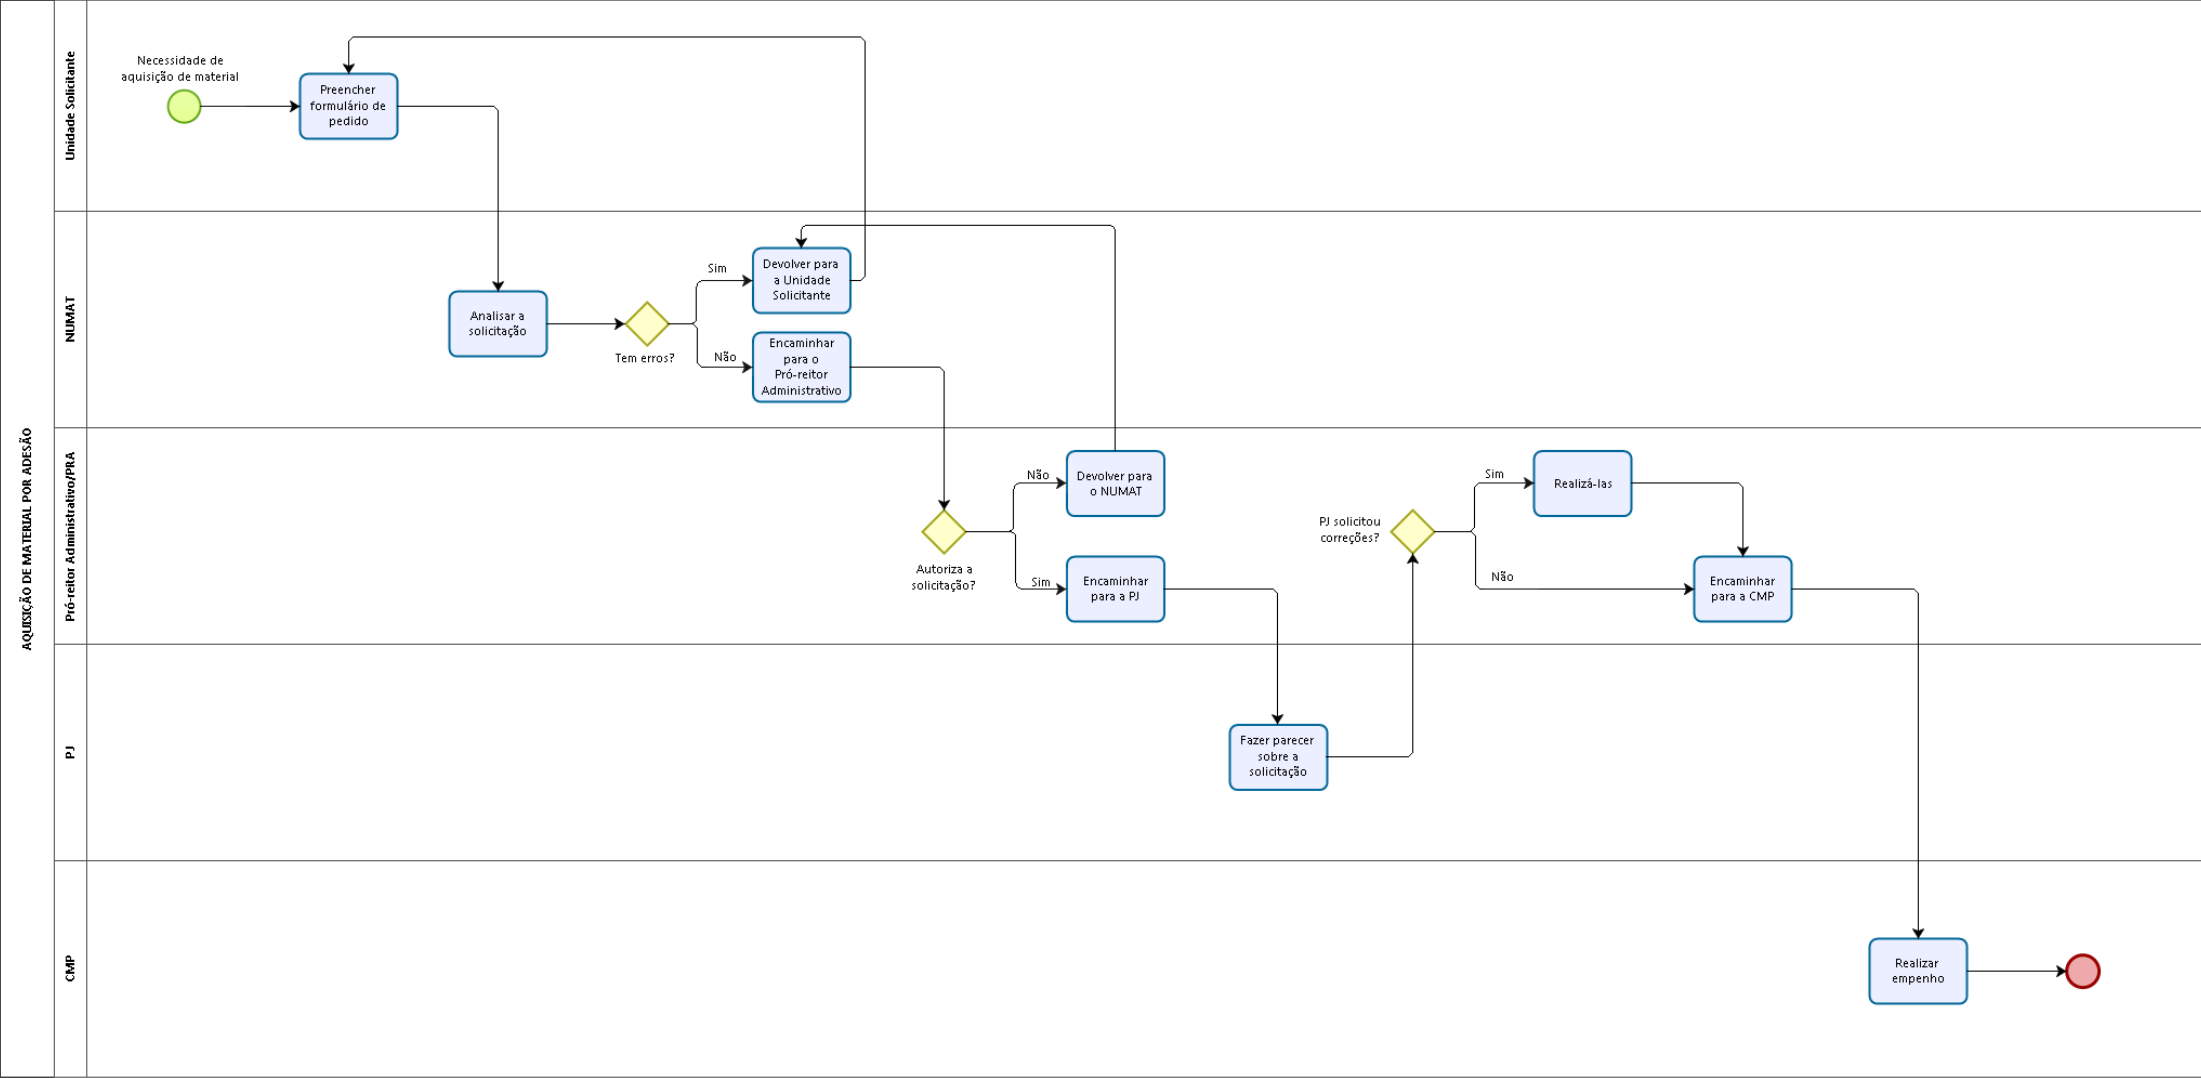 AQUISIÇÃO DE MATERIAL POR ADESÃO
Unidade Solicitante
Necessidade de
aquisição de material
Preencher
formulário de
pedido
NUMAT
Analisar a
solicitação
Tem erros?
Sim
Devolver para
a Unidade
Solicitante
Não
Encaminhar
para o
Pró-reitor
Administrativo
Pró-reitor Administrativo/PRA
Autoriza a
solicitação?
Não
Devolver para
o NUMAT
Sim
Encaminhar
para a PJ
PJ solicitou
correções?
Sim
Realizá-las
Não
Encaminhar
para a CMP
PJ
Fazer parecer
sobre a
solicitação
CMP
Realizar
empenho